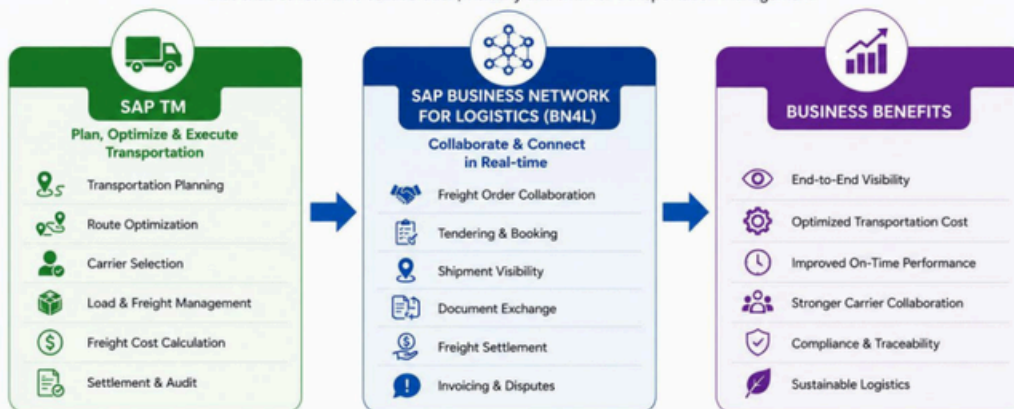 SAP TM
Plan, Optimize & Execute
Transportation
Transportation Planning
Route Optimization
Carrier Selection
Load & Freight Management
Freight Cost Calculation
Settlement & Audit
SAP BUSINESS NETWORK
FOR LOGISTICS (BN4L)
Collaborate & Connect
in Real-time
Freight Order Collaboration
Tendering & Booking
Shipment Visibility
Document Exchange
Freight Settlement
Invoicing & Disputes
BUSINESS BENEFITS
End-to-End Visibility
Optimized Transportation Cost
Improved On-Time Performance
Stronger Carrier Collaboration
Compliance & Traceability
Sustainable Logistics